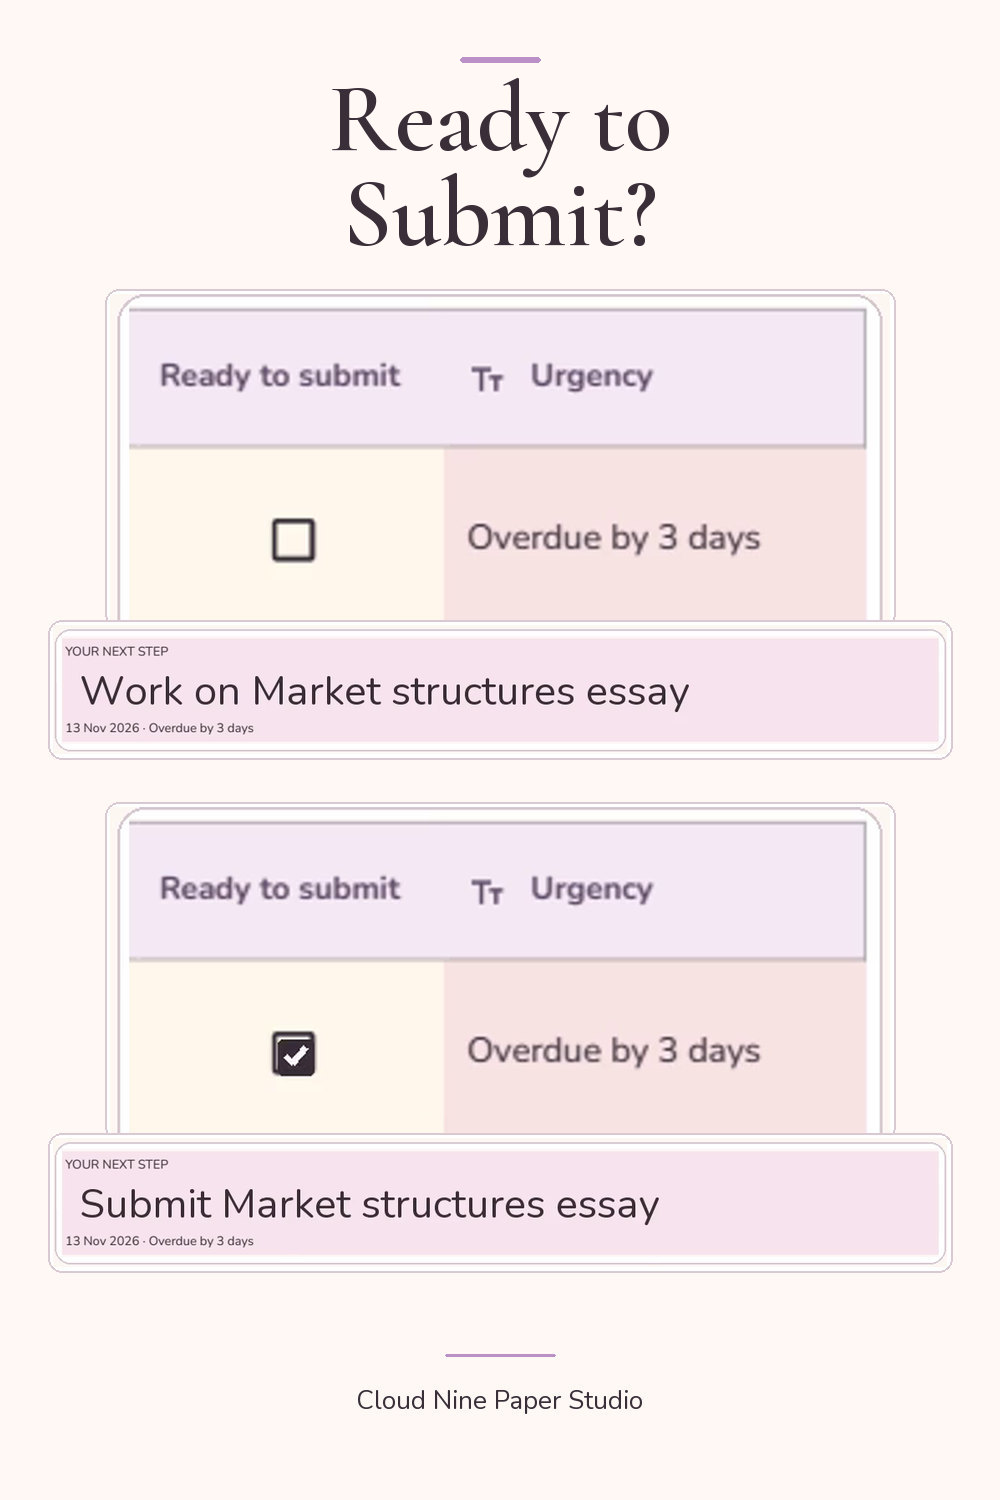 Ready to
Submit?
Ready to submit Tт Urgency
Overdue by 3 days
YOUR NEXT STEP
Work on Market structures essay
13 Nov 2026 · Overdue by 3 days
Ready to submit Tт Urgency
Overdue by 3 days
YOUR NEXT STEP
Submit Market structures essay
13 Nov 2026 · Overdue by 3 days
Cloud Nine Paper Studio